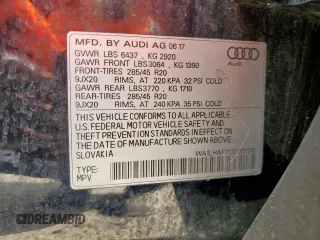 MFD. BY AUDI AG 06 17
GVWR LBS 6437 , KG 2920
GAWR FRONT LBS3064 , KG 1390
FRONT-TIRES 285/45 R20
9JX20 RIMS, AT 220 KPA 32 PSI COLD
GAWR REAR LBS3770 , KG 1710
REAR-TIRES 285/45 R20
9JX20 RIMS, AT 240 KPA 35 PSI COLD
THIS VEHICLE CONFORMS TO ALL APPLICABLE
FEDERAL MOTOR VEHICLE SAFETY
AND THEFT PREVENTION STANDARDS IN EFFECT ON
THE DATE OF MANUFACTURE SHOWN ABOVE.
SLOVAKIA
TYPE:
MPV
Audi
DREAMBID